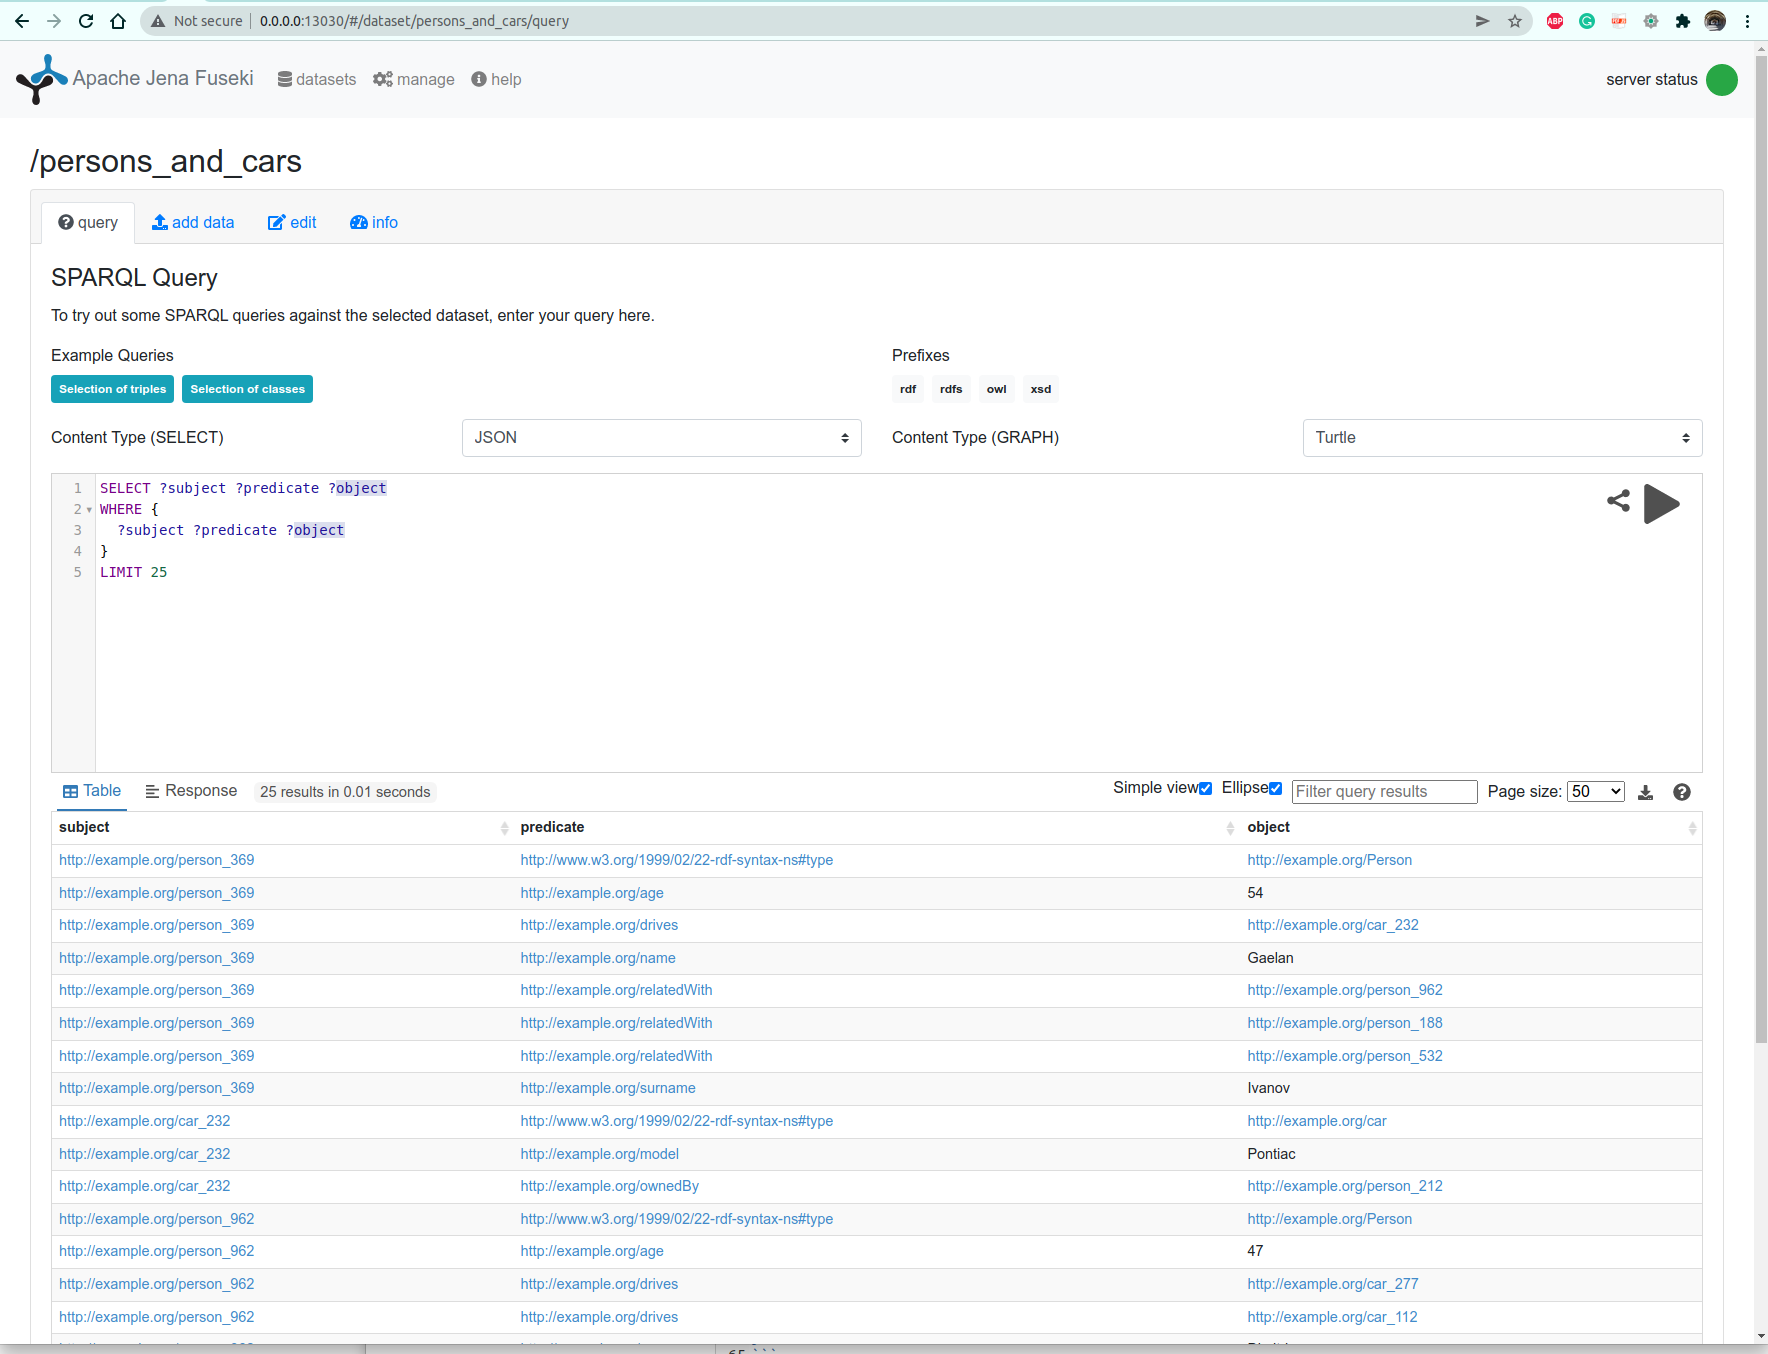 Not secure | 0.0.0.0:13030/#/dataset/persons_and_cars/query
Apache Jena Fuseki datasets manage help server status
/persons_and_cars
query add data edit info
SPARQL Query
To try out some SPARQL queries against the selected dataset, enter your query here.
Example Queries Prefixes
Selection of triples Selection of classes rdf rdfs owl xsd
Content Type (SELECT) JSON Content Type (GRAPH) Turtle
1 SELECT ?subject ?predicate ?object
2 WHERE {
3 ?subject ?predicate ?object
4 }
5 LIMIT 25
Table Response 25 results in 0.01 seconds Simple view Ellipse Filter query results Page size: 50
subject predicate object
http://example.org/person_369 http://www.w3.org/1999/02/22-rdf-syntax-ns#type http://example.org/Person
http://example.org/person_369 http://example.org/age 54
http://example.org/person_369 http://example.org/drives http://example.org/car_232
http://example.org/person_369 http://example.org/name Gaelan
http://example.org/person_369 http://example.org/relatedWith http://example.org/person_962
http://example.org/person_369 http://example.org/relatedWith http://example.org/person_188
http://example.org/person_369 http://example.org/relatedWith http://example.org/person_532
http://example.org/person_369 http://example.org/surname Ivanov
http://example.org/car_232 http://www.w3.org/1999/02/22-rdf-syntax-ns#type http://example.org/car
http://example.org/car_232 http://example.org/model Pontiac
http://example.org/car_232 http://example.org/ownedBy http://example.org/person_212
http://example.org/person_962 http://www.w3.org/1999/02/22-rdf-syntax-ns#type http://example.org/Person
http://example.org/person_962 http://example.org/age 47
http://example.org/person_962 http://example.org/drives http://example.org/car_277
http://example.org/person_962 http://example.org/drives http://example.org/car_112